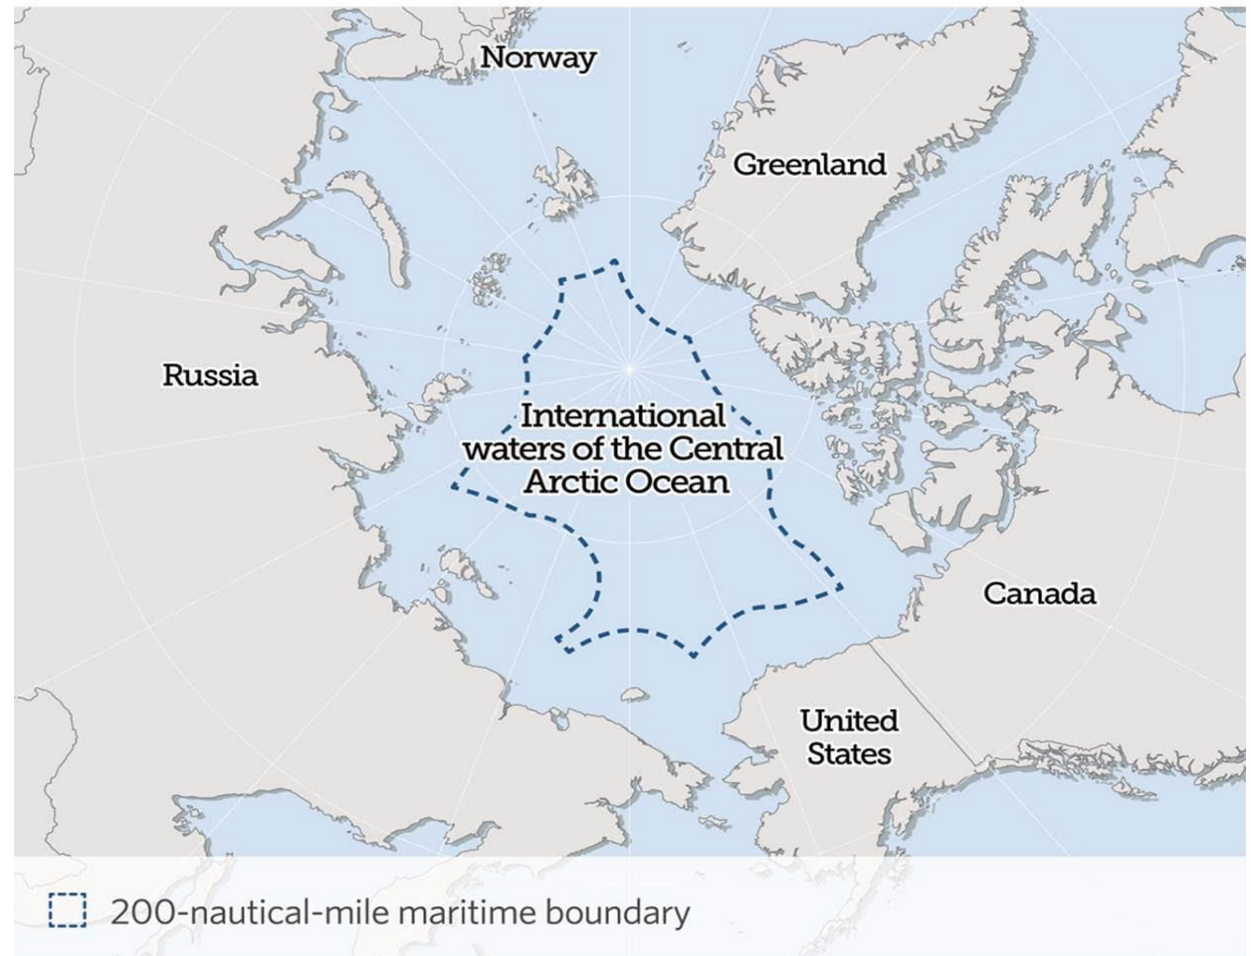 Norway
Greenland
Russia
International
waters of the Central
Arctic Ocean
Canada
United
States
200-nautical-mile maritime boundary